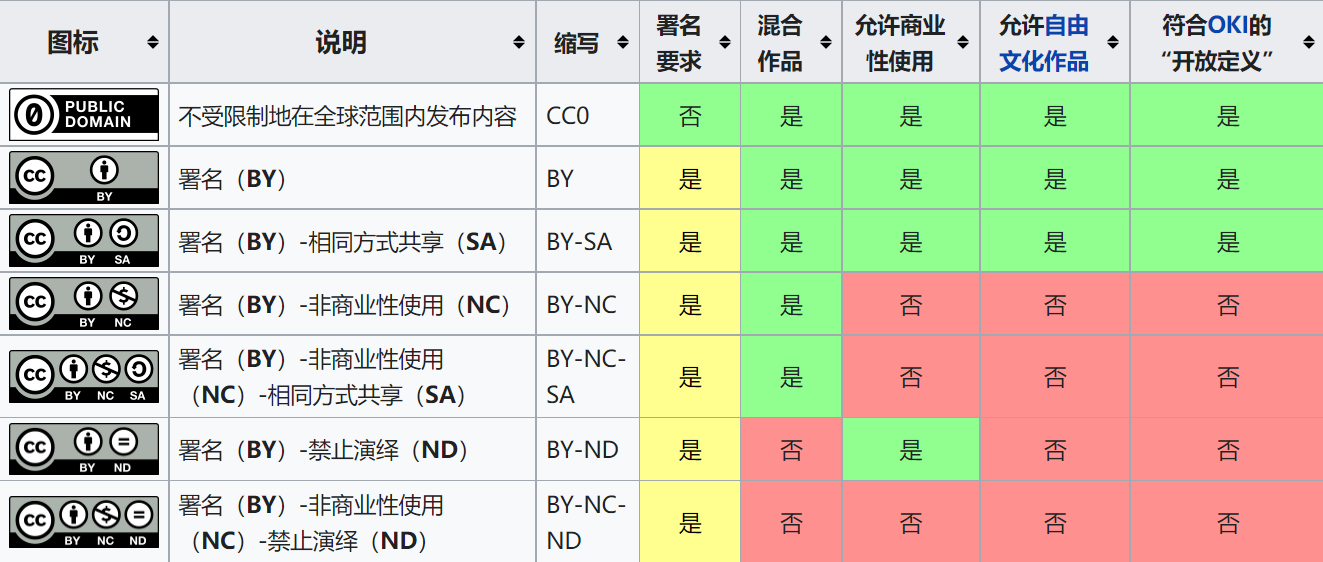 图标 说明 缩写 署名要求 混合作品 允许商业性使用 允许自由文化作品 符合OKI的“开放定义”
0 PUBLIC DOMAIN 不受限制地在全球范围内发布内容 CC0 否 是 是 是 是
cc BY 署名（BY） BY 是 是 是 是 是
cc BY SA 署名（BY）-相同方式共享（SA） BY-SA 是 是 是 是 是
cc BY NC 署名（BY）-非商业性使用（NC） BY-NC 是 是 否 否 否
cc BY NC SA 署名（BY）-非商业性使用（NC）-相同方式共享（SA） BY-NC-SA 是 是 否 否 否
cc BY ND 署名（BY）-禁止演绎（ND） BY-ND 是 否 是 否 否
cc BY NC ND 署名（BY）-非商业性使用（NC）-禁止演绎（ND） BY-NC-ND 是 否 否 否 否